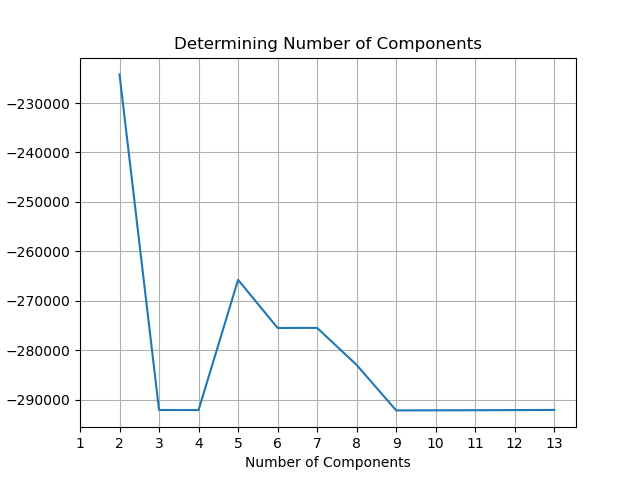 Determining Number of Components
−230000
−240000
−250000
−260000
−270000
−280000
−290000
1 2 3 4 5 6 7 8 9 10 11 12 13
Number of Components